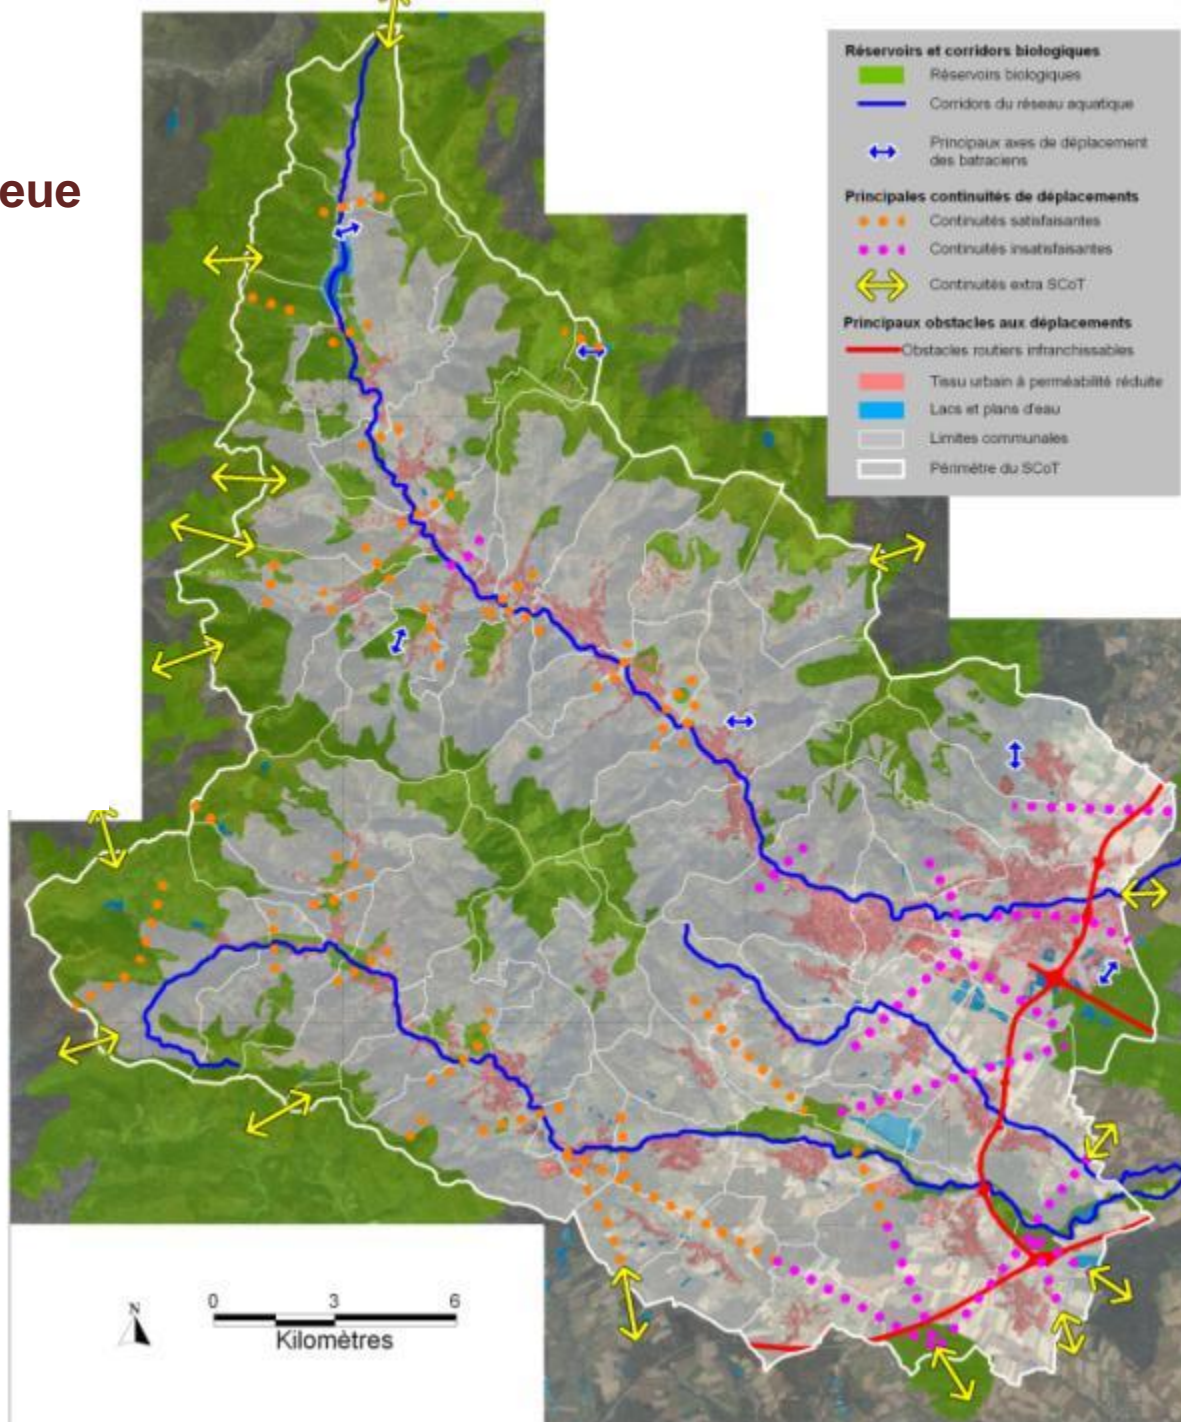 eue
Réservoirs et corridors biologiques
Réservoirs biologiques
Corridors du réseau aquatique
Principaux axes de déplacement
des batraciens
Principales continuités de déplacements
Continuités satisfaisantes
Continuités insatisfaisantes
Continuités extra SCoT
Principaux obstacles aux déplacements
Obstacles routiers infranchissables
Tissu urbain à perméabilité réduite
Lacs et plans d'eau
Limites communales
Périmètre du SCoT
N
0 3 6
Kilomètres